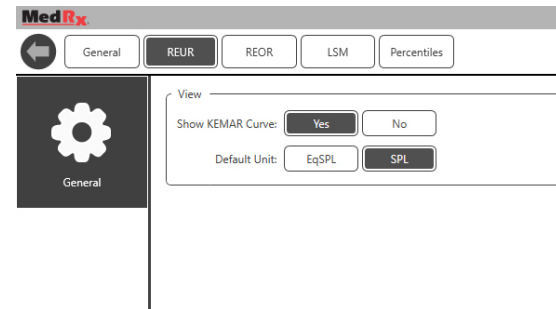 MedRx
General REUR REOR LSM Percentiles
View
Show KEMAR Curve: Yes No
Default Unit: EqSPL SPL
General